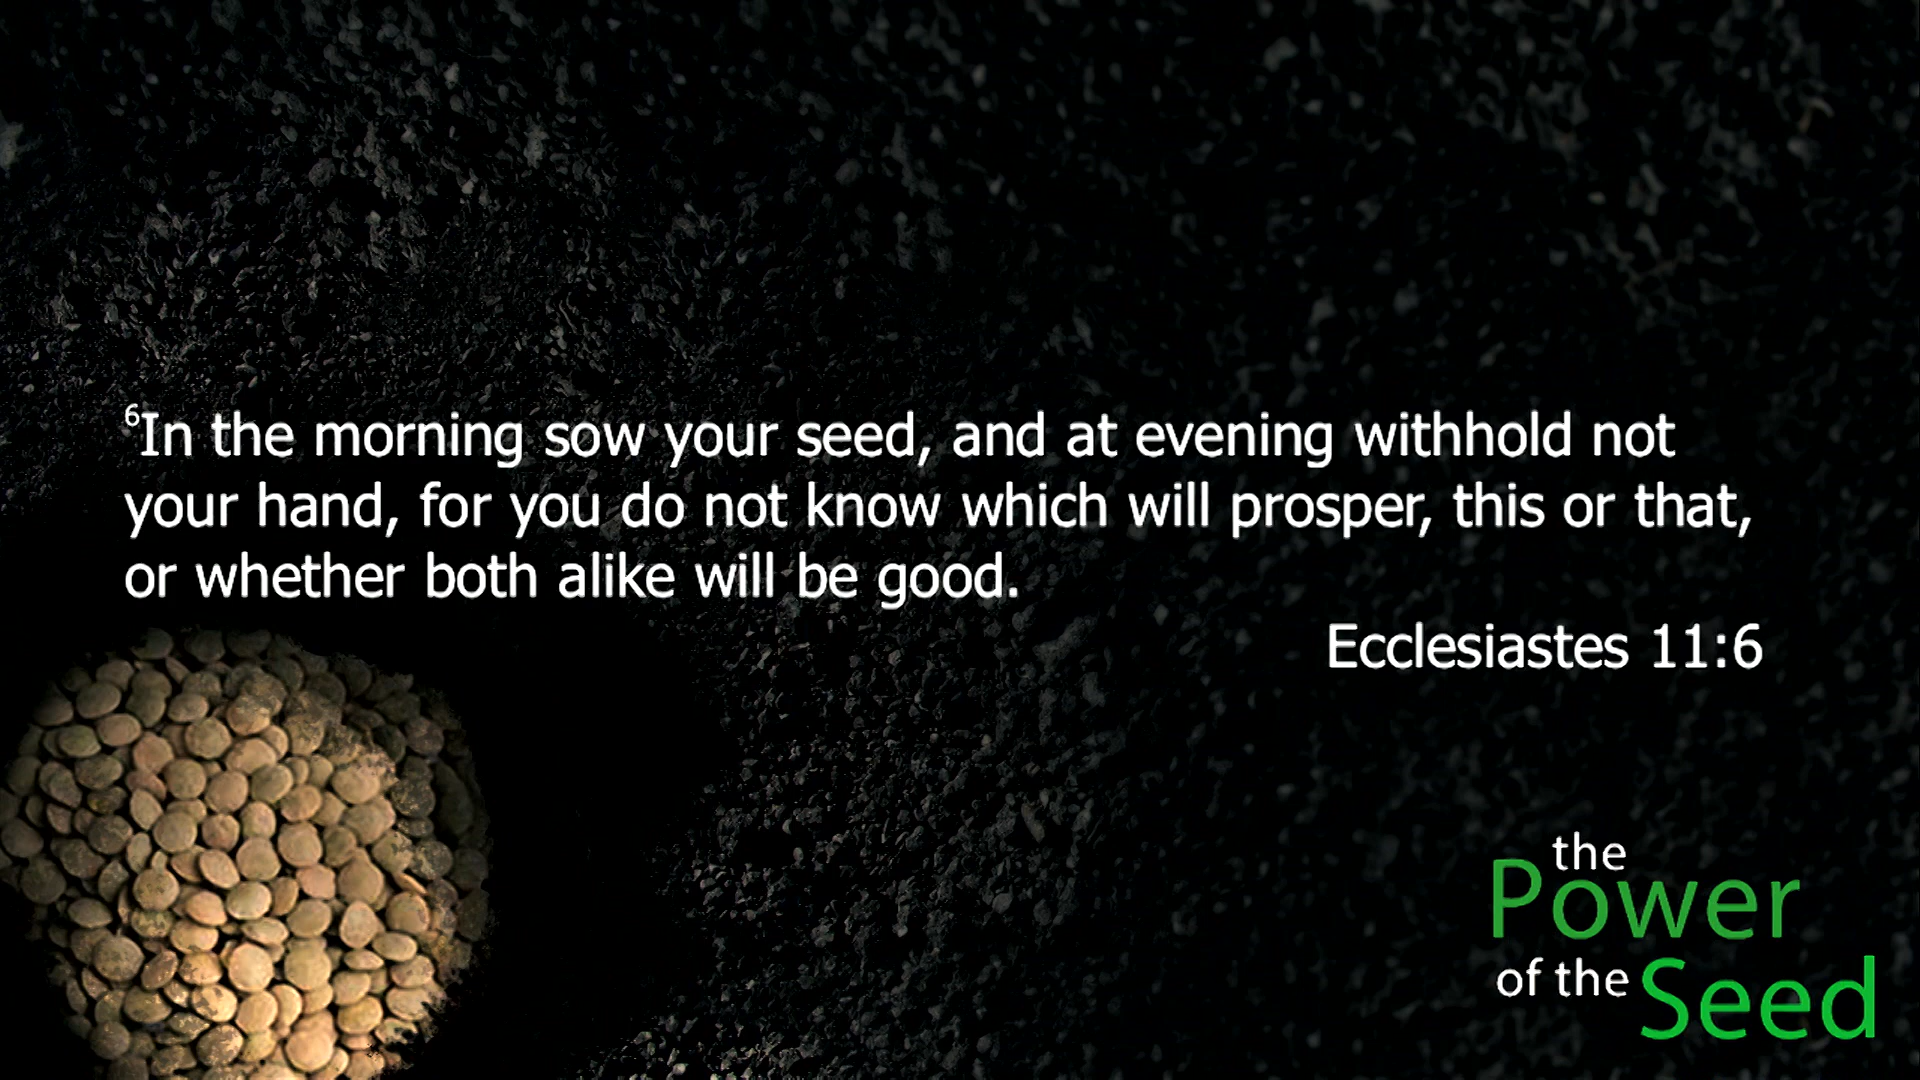 ⁶In the morning sow your seed, and at evening withhold not
your hand, for you do not know which will prosper, this or that,
or whether both alike will be good.
Ecclesiastes 11:6
the
Power
of the Seed